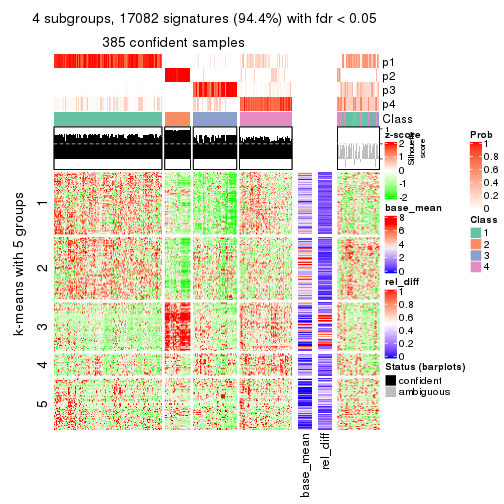 4 subgroups, 17082 signatures (94.4%) with fdr < 0.05
385 confident samples
p1
p2
p3
p4
Class
1
Silhouette
score
z-score
2
1
0
-1
-2
base_mean
8
6
4
2
0
rel_diff
1
0.8
0.6
0.4
0.2
0
Status (barplots)
confident
ambiguous
Prob
1
0.8
0.6
0.4
0.2
0
Class
1
2
3
4
k-means with 5 groups
1
2
3
4
5
base_mean
rel_diff